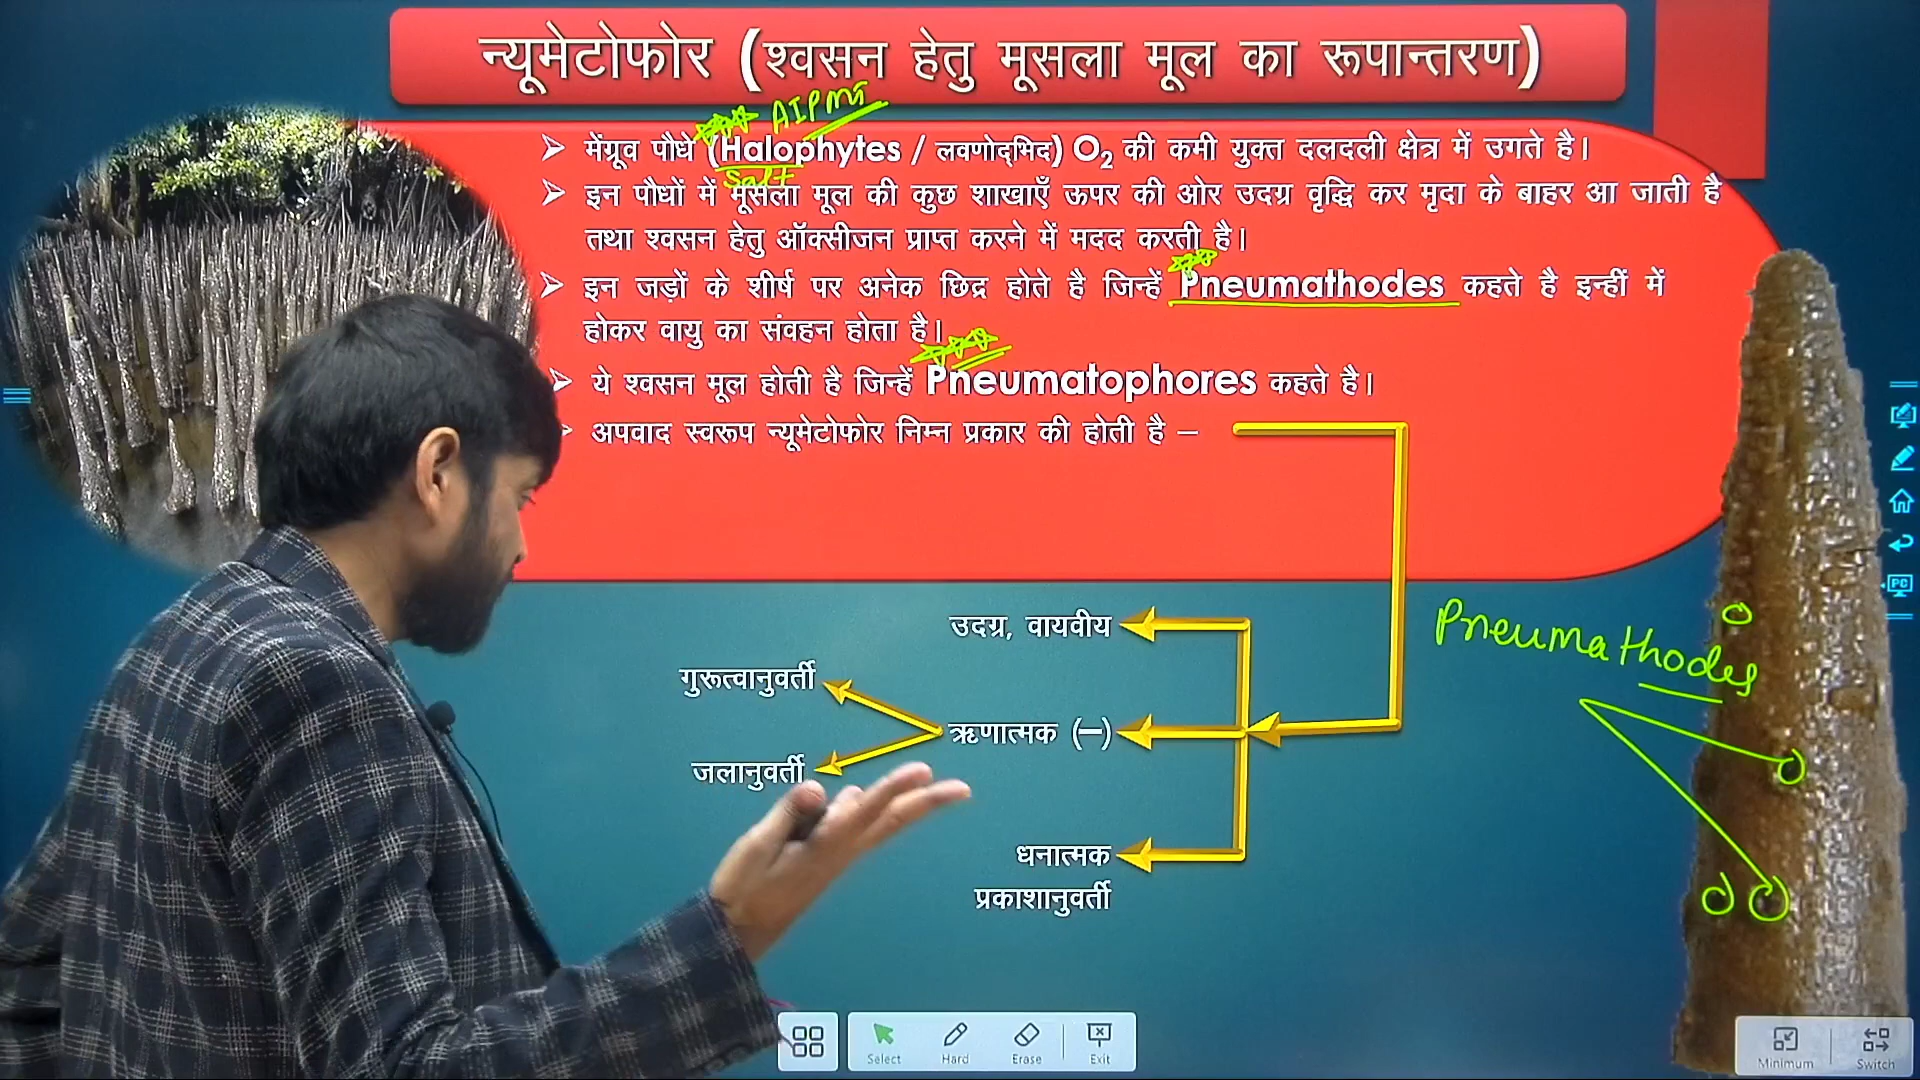 न्यूमेटोफोर (श्वसन हेतु मूसला मूल का रूपान्तरण)
AIPMT
मेंग्रूव पौधे (Halophytes / लवणोद्भिद) O₂ की कमी युक्त दलदली क्षेत्र में उगते है।
Salt
इन पौधों में मूसला मूल की कुछ शाखाएँ ऊपर की ओर उदग्र वृद्धि कर मृदा के बाहर आ जाती है
तथा श्वसन हेतु ऑक्सीजन प्राप्त करने में मदद करती है।
इन जड़ों के शीर्ष पर अनेक छिद्र होते है जिन्हें Pneumathodes कहते है इन्हीं में
होकर वायु का संवहन होता है।
ये श्वसन मूल होती है जिन्हें Pneumatophores कहते है।
अपवाद स्वरूप न्यूमेटोफोर निम्न प्रकार की होती है –
उदग्र, वायवीय
Pneumathodes
गुरूत्वानुवर्ती
ऋणात्मक (–)
जलानुवर्ती
धनात्मक
प्रकाशानुवर्ती
Select Hard Erase Exit
Minimum Switch
PC